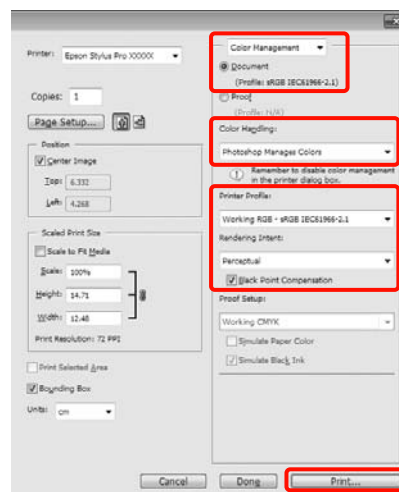 Printer: Epson Stylus Pro XXXXX
Copies: 1
Page Setup...
Position
Center Image
Top: 6.332
Left: 4.268
Scaled Print Size
Scale to Fit Media
Scale: 100%
Height: 14.71
Width: 12.48
Print Resolution: 72 PPI
Print Selected Area
Bounding Box
Units: cm
Color Management
Document
(Profile: sRGB IEC61966-2.1)
Proof
(Profile: N/A)
Color Handling:
Photoshop Manages Colors
Remember to disable color management
in the printer dialog box.
Printer Profile:
Working RGB - sRGB IEC61966-2.1
Rendering Intent:
Perceptual
Black Point Compensation
Proof Setup:
Working CMYK
Simulate Paper Color
Simulate Black Ink
Cancel
Done
Print...